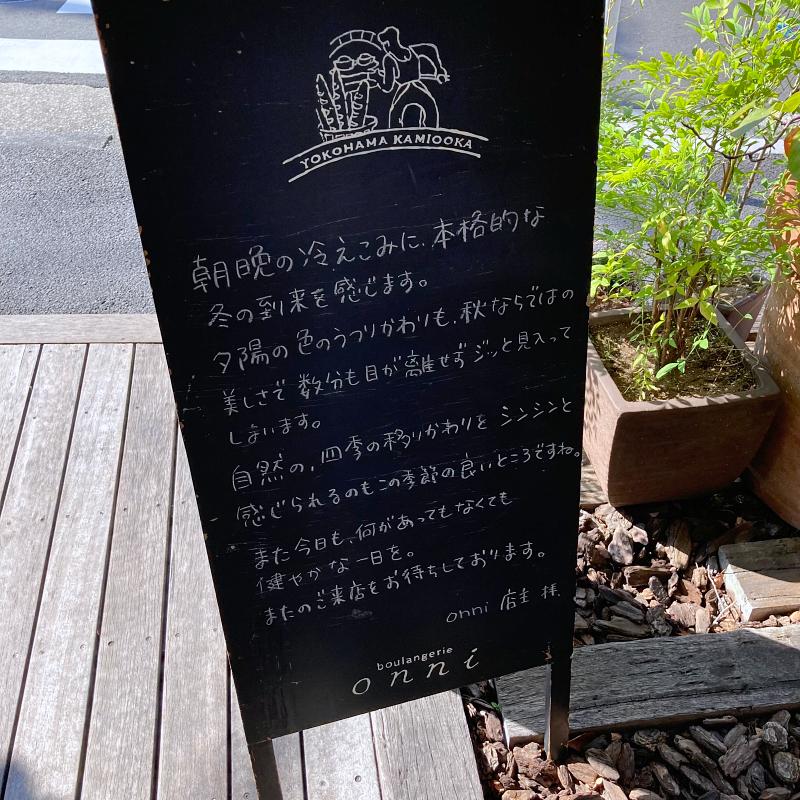 YOKOHAMA KAMIOOKA
朝晩の冷えこみに、本格的な
冬の到来を感じます。
夕陽の色のうつりかわりも、秋ならではの
美しさで 数分も目が離せず ジッと見入って
しまいます。
自然の、四季の移りかわりを シンシンと
感じられるのもこの季節の良いところですね。
また今日も、何があってもなくても
健やかな一日を。
またのご来店をお待ちしております。
onni 店主 様
boulangerie
onni